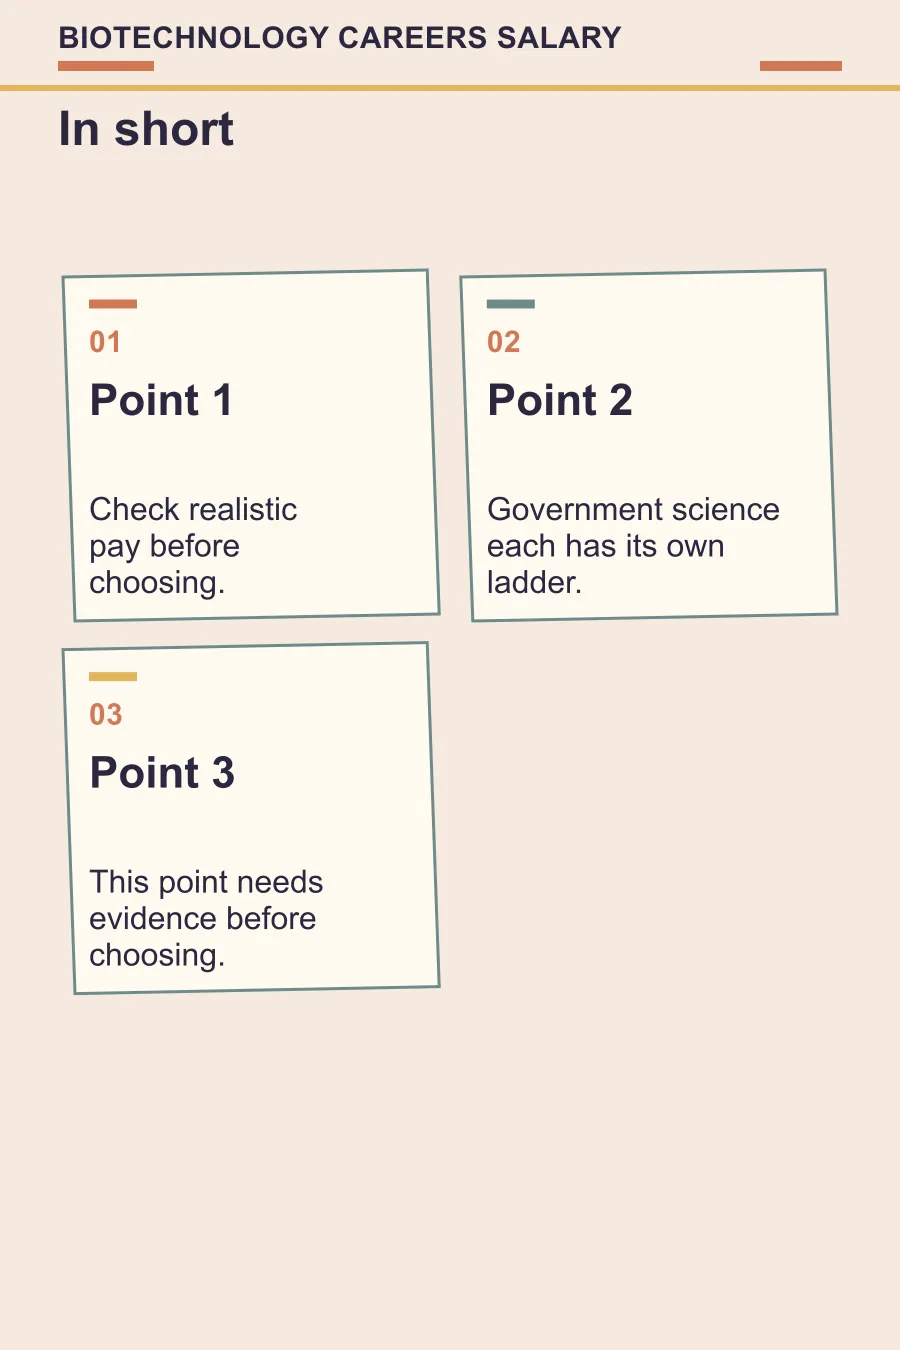 BIOTECHNOLOGY CAREERS SALARY
In short
01
Point 1
Check realistic
pay before
choosing.
02
Point 2
Government science
each has its own
ladder.
03
Point 3
This point needs
evidence before
choosing.